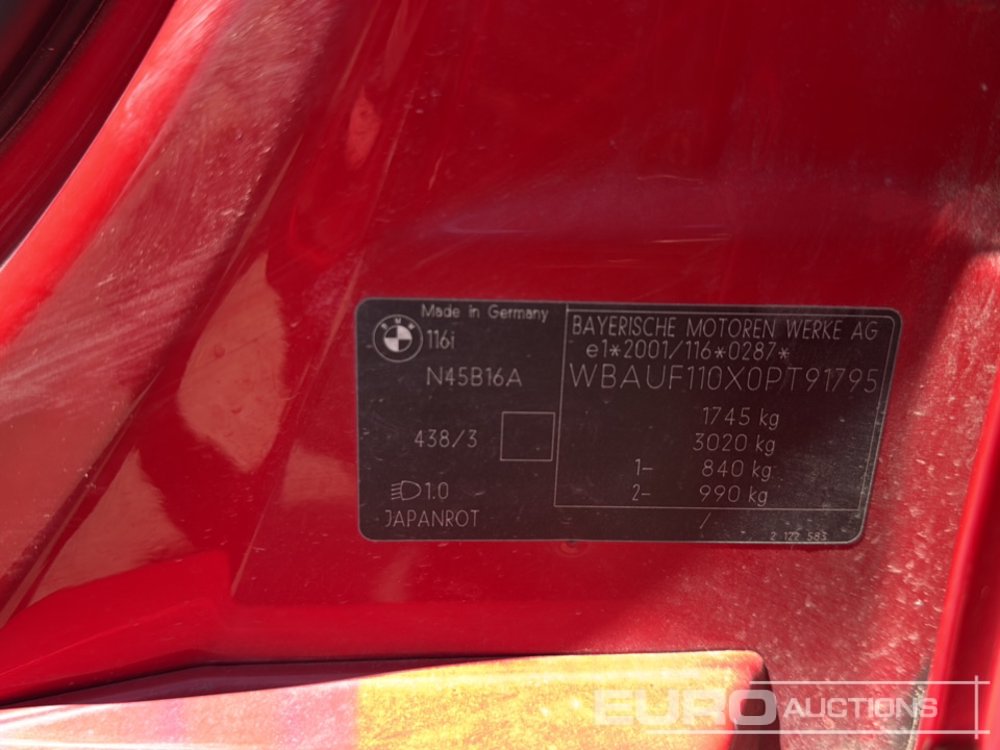 Made in Germany
BMW
116i
N45B16A
438/3
1.0
JAPANROT
BAYERISCHE MOTOREN WERKE AG
e1*2001/116*0287*
WBAUF110X0PT91795
1745 kg
3020 kg
1- 840 kg
2- 990 kg
/
2 122 583
EURO AUCTIONS